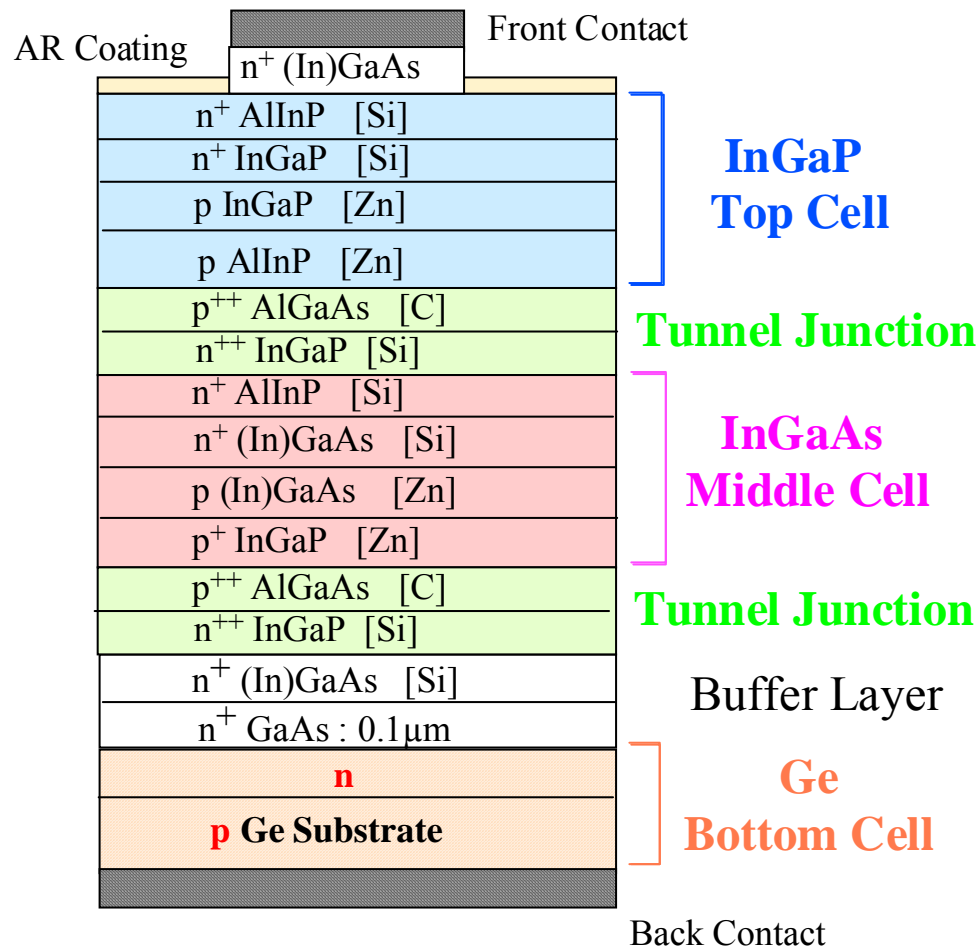 Front Contact
AR Coating
n⁺ (In)GaAs
n⁺ AlInP [Si]
n⁺ InGaP [Si]
p InGaP [Zn]
p AlInP [Zn]
InGaP
Top Cell
p⁺⁺ AlGaAs [C]
n⁺⁺ InGaP [Si]
Tunnel Junction
n⁺ AlInP [Si]
n⁺ (In)GaAs [Si]
p (In)GaAs [Zn]
p⁺ InGaP [Zn]
InGaAs
Middle Cell
p⁺⁺ AlGaAs [C]
n⁺⁺ InGaP [Si]
Tunnel Junction
n⁺ (In)GaAs [Si]
n⁺ GaAs : 0.1μm
Buffer Layer
n
p Ge Substrate
Ge
Bottom Cell
Back Contact